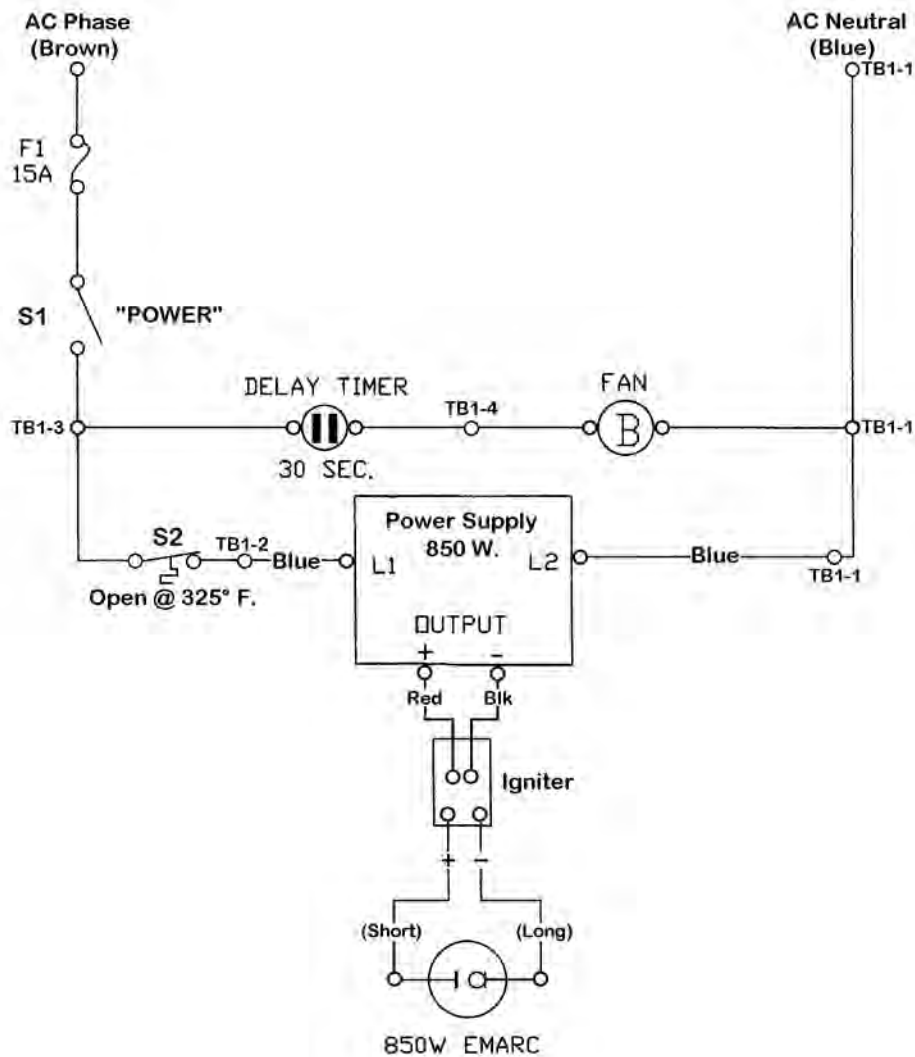 AC Phase
(Brown)
AC Neutral
(Blue)
TB1-1
F1
15A
S1
"POWER"
DELAY TIMER
TB1-4
FAN
TB1-3
B
TB1-1
30 SEC.
S2
TB1-2
Blue
Open @ 325° F.
Power Supply
850 W.
L1
L2
Blue
TB1-1
OUTPUT
+
-
Red
Blk
Igniter
+
-
(Short)
(Long)
850W EMARC